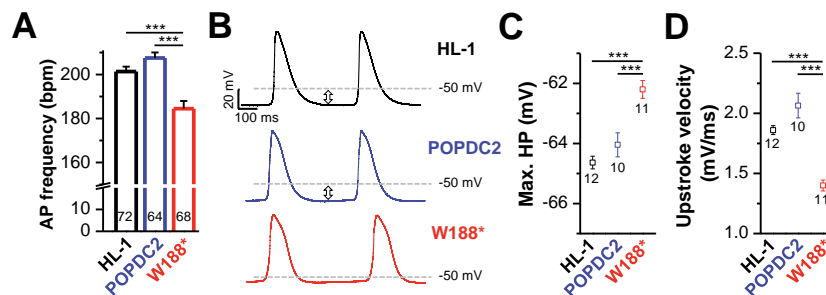 A
AP frequency (bpm)
200
180
160
10
0
***
***
72
64
68
HL-1
POPDC2
W188*
B
HL-1
-50 mV
20 mV
100 ms
POPDC2
-50 mV
W188*
-50 mV
C
Max. HP (mV)
-62
-64
-66
***
***
12
10
11
HL-1
POPDC2
W188*
D
Upstroke velocity
(mV/ms)
2.5
2.0
1.5
1.0
***
***
12
10
11
HL-1
POPDC2
W188*